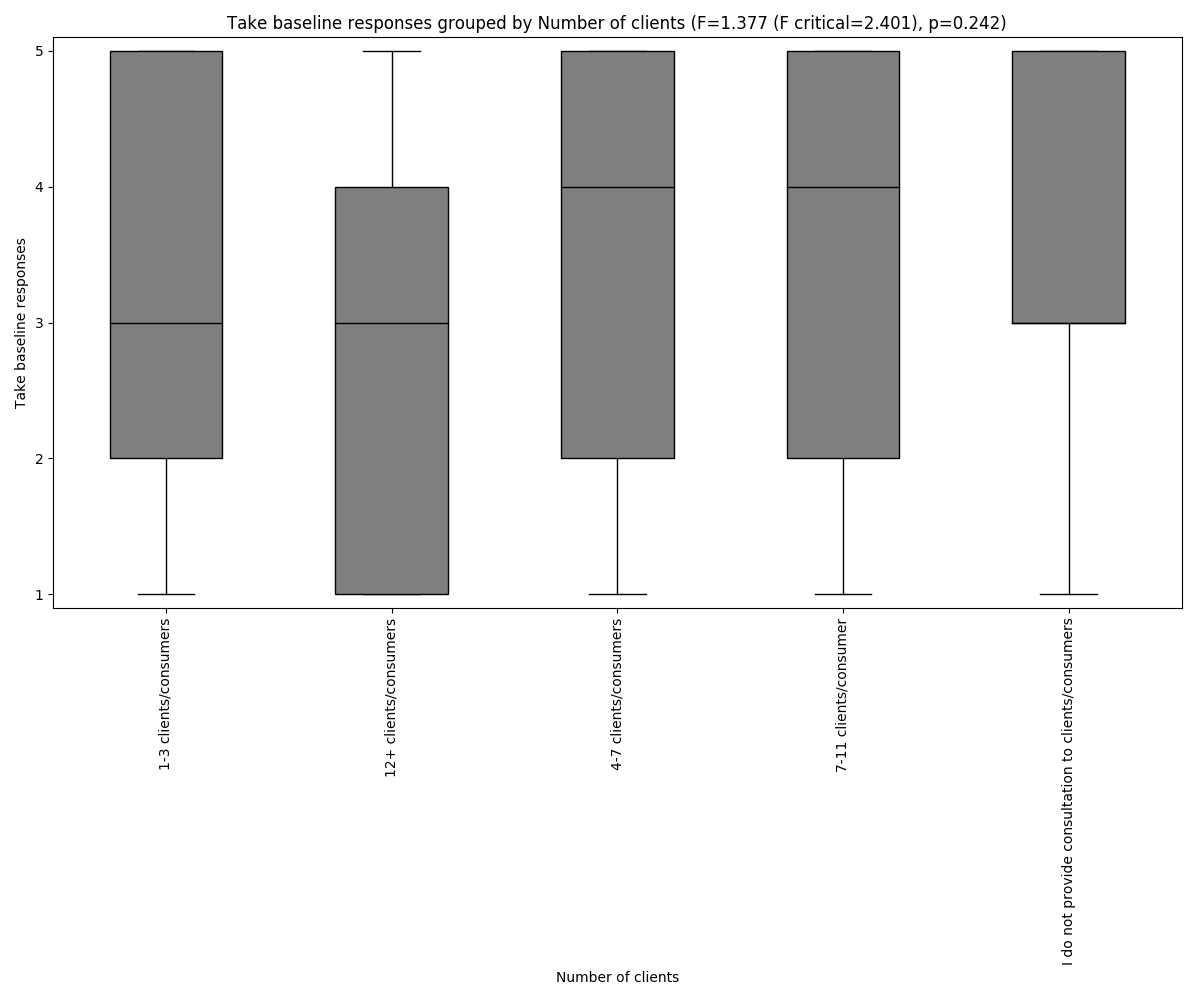 Take baseline responses grouped by Number of clients (F=1.377 (F critical=2.401), p=0.242)
Take baseline responses
5
4
3
2
1
1-3 clients/consumers
12+ clients/consumers
4-7 clients/consumers
7-11 clients/consumer
I do not provide consultation to clients/consumers
Number of clients